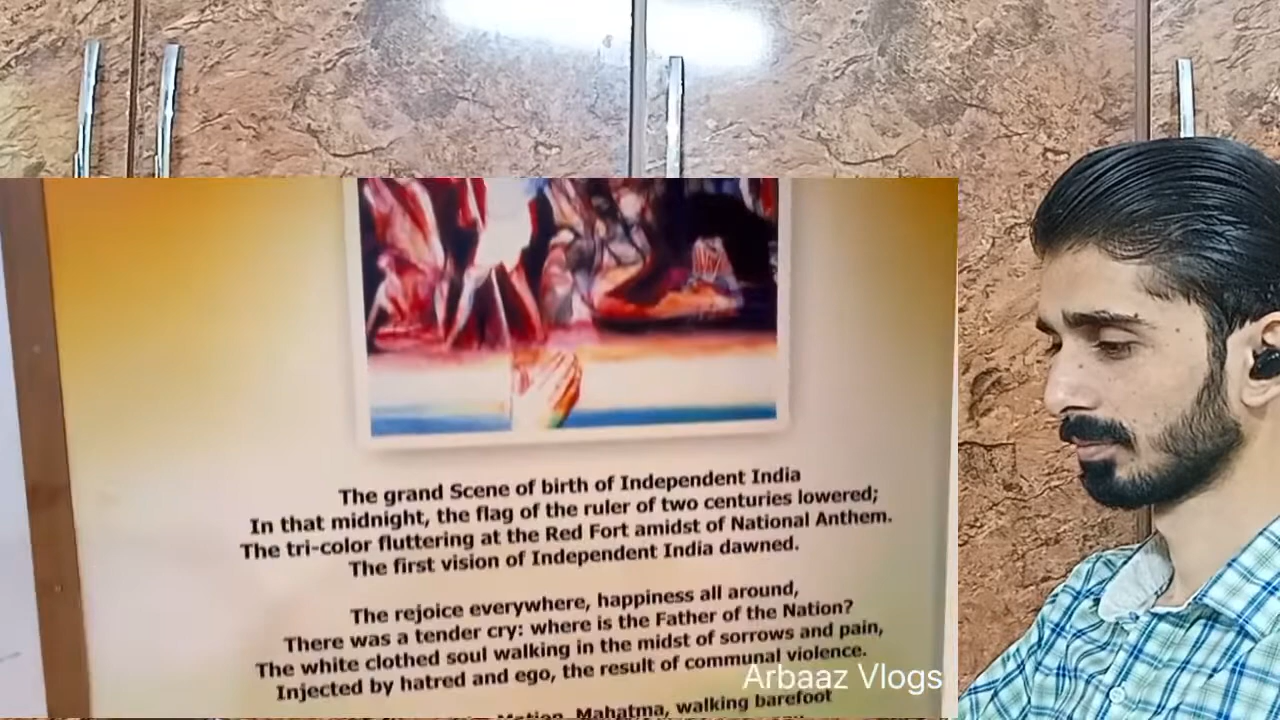 The grand Scene of birth of Independent India
In that midnight, the flag of the ruler of two centuries lowered;
The tri-color fluttering at the Red Fort amidst of National Anthem.
The first vision of Independent India dawned.
The rejoice everywhere, happiness all around,
There was a tender cry: where is the Father of the Nation?
The white clothed soul walking in the midst of sorrows and pain,
Injected by hatred and ego, the result of communal violence.
Nation, Mahatma, walking barefoot
Arbaaz Vlogs